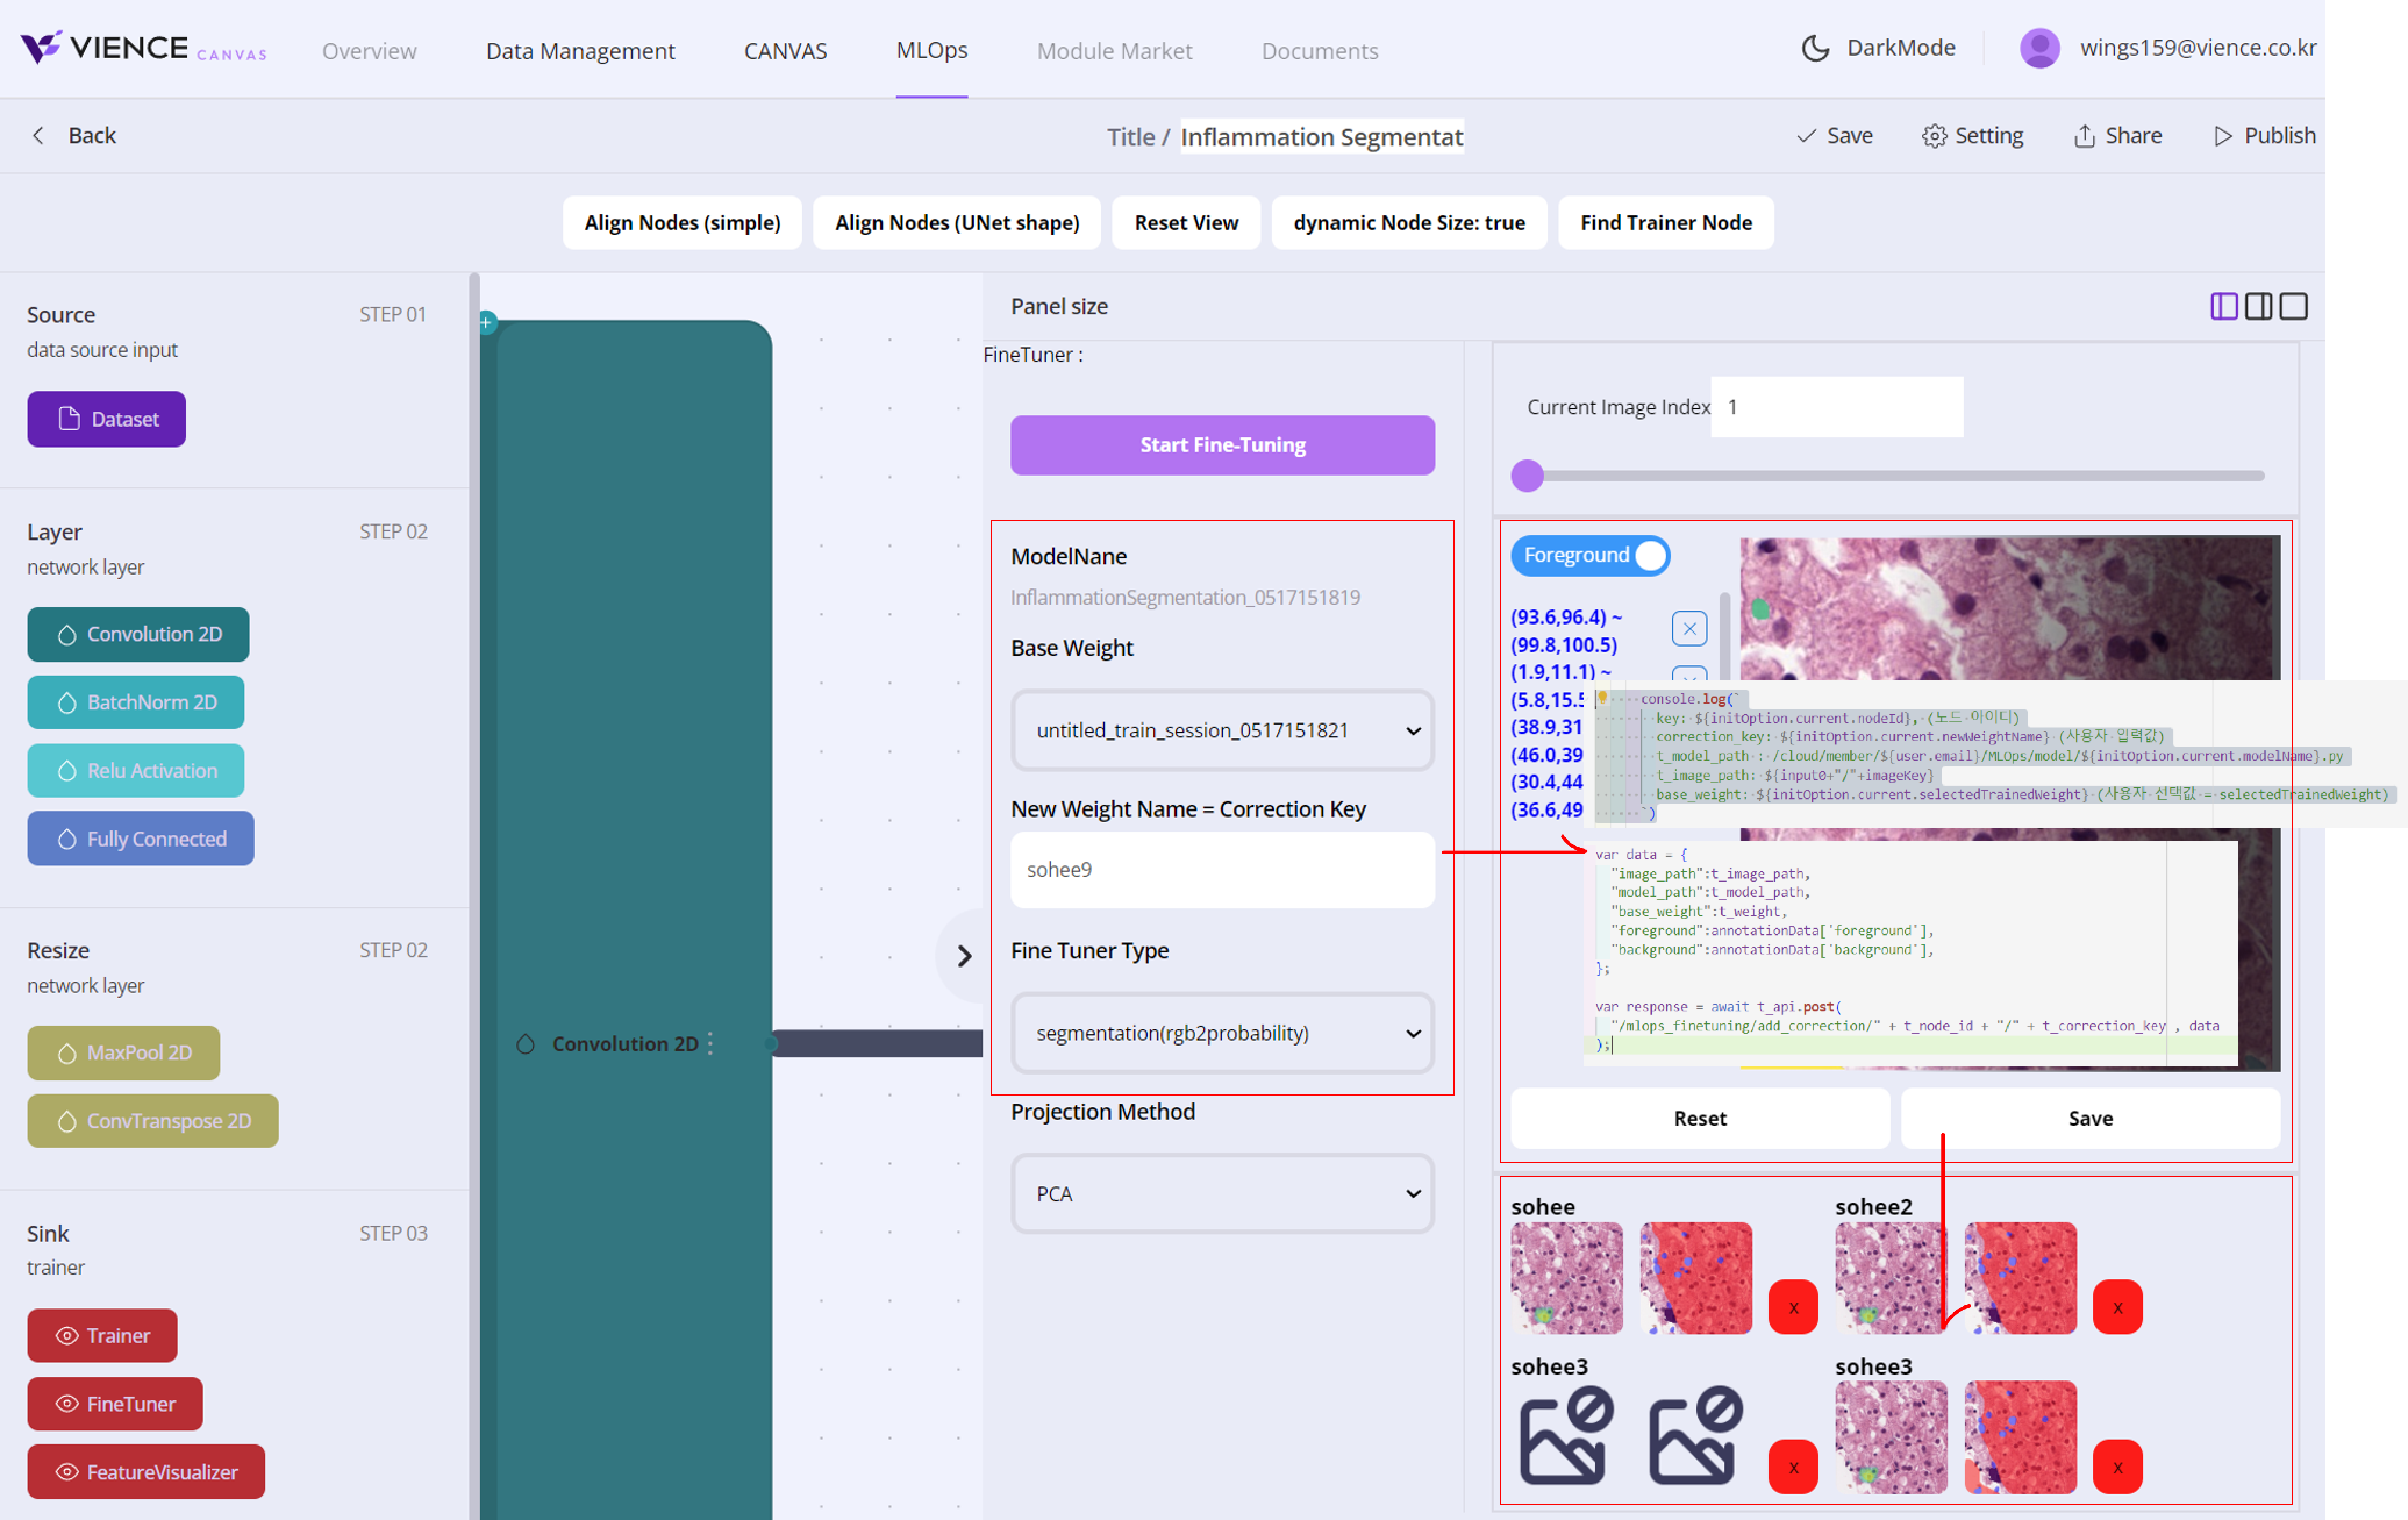 VIENCE CANVAS
Overview
Data Management
CANVAS
MLOps
Module Market
Documents
DarkMode
wings159@vience.co.kr
Back
Title / Inflammation Segmentat
Save
Setting
Share
Publish
Align Nodes (simple)
Align Nodes (UNet shape)
Reset View
dynamic Node Size: true
Find Trainer Node
Source
STEP 01
data source input
Dataset
Layer
STEP 02
network layer
Convolution 2D
BatchNorm 2D
Relu Activation
Fully Connected
Resize
STEP 02
network layer
MaxPool 2D
ConvTranspose 2D
Sink
STEP 03
trainer
Trainer
FineTuner
FeatureVisualizer
Convolution 2D
Panel size
FineTuner :
Start Fine-Tuning
ModelNane
InflammationSegmentation_0517151819
Base Weight
untitled_train_session_0517151821
New Weight Name = Correction Key
sohee9
Fine Tuner Type
segmentation(rgb2probability)
Projection Method
PCA
Current Image Index
1
Foreground
(93.6,96.4) ~
(99.8,100.5)
(1.9,11.1) ~
(5.8,15.5
(38.9,31
(46.0,39
(30.4,44
(36.6,49
console.log(`
key: ${initOption.current.nodeId}, (노드 아이디)
correction_key: ${initOption.current.newWeightName} (사용자 입력값)
t_model_path : /cloud/member/${user.email}/MLOps/model/${initOption.current.modelName}.py
t_image_path: ${input0+"/"+imageKey}
base_weight: ${initOption.current.selectedTrainedWeight} (사용자 선택값 = selectedTrainedWeight)
`)
var data = {
"image_path":t_image_path,
"model_path":t_model_path,
"base_weight":t_weight,
"foreground":annotationData['foreground'],
"background":annotationData['background'],
};
var response = await t_api.post(
"/mlops_finetuning/add_correction/" + t_node_id + "/" + t_correction_key , data
);
Reset
Save
sohee
x
sohee2
x
sohee3
x
sohee3
x